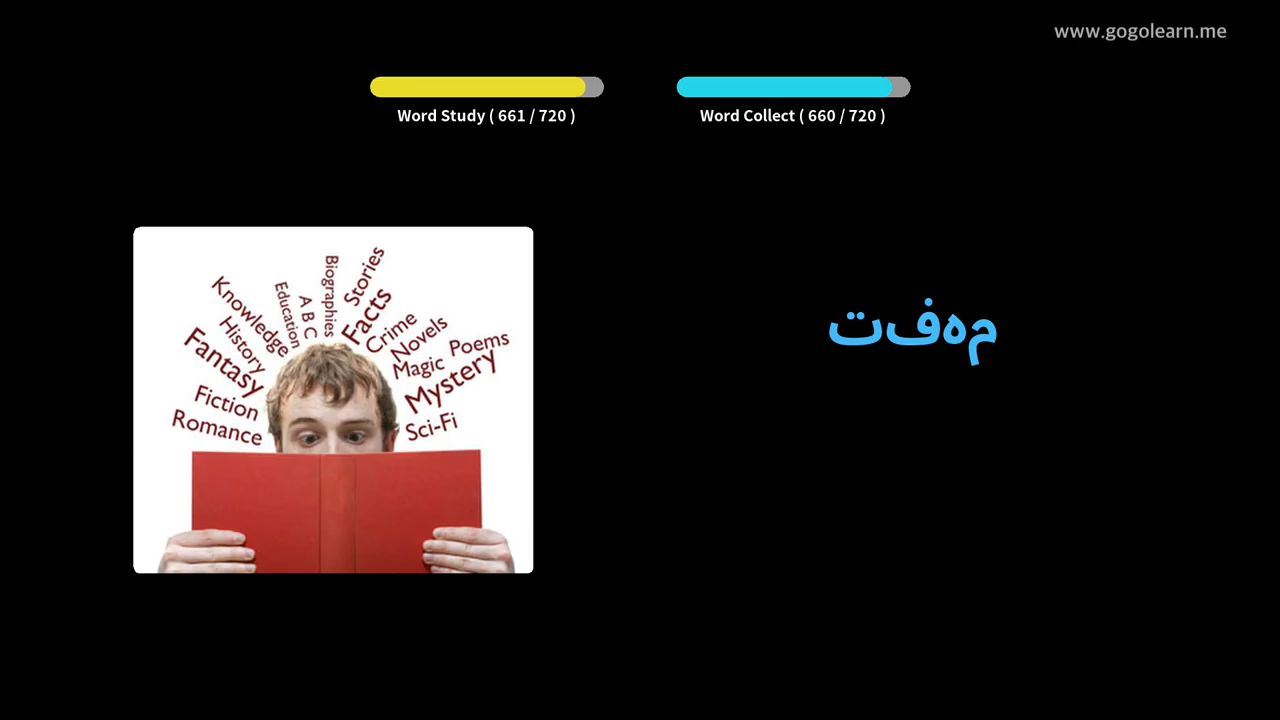 www.gogolearn.me
Word Study ( 661 / 720 )
Word Collect ( 660 / 720 )
مهفت
Knowledge
History
Fantasy
Fiction
Romance
Education
A B C
Biographies
Stories
Facts
Crime
Novels
Magic
Poems
Mystery
Sci-Fi